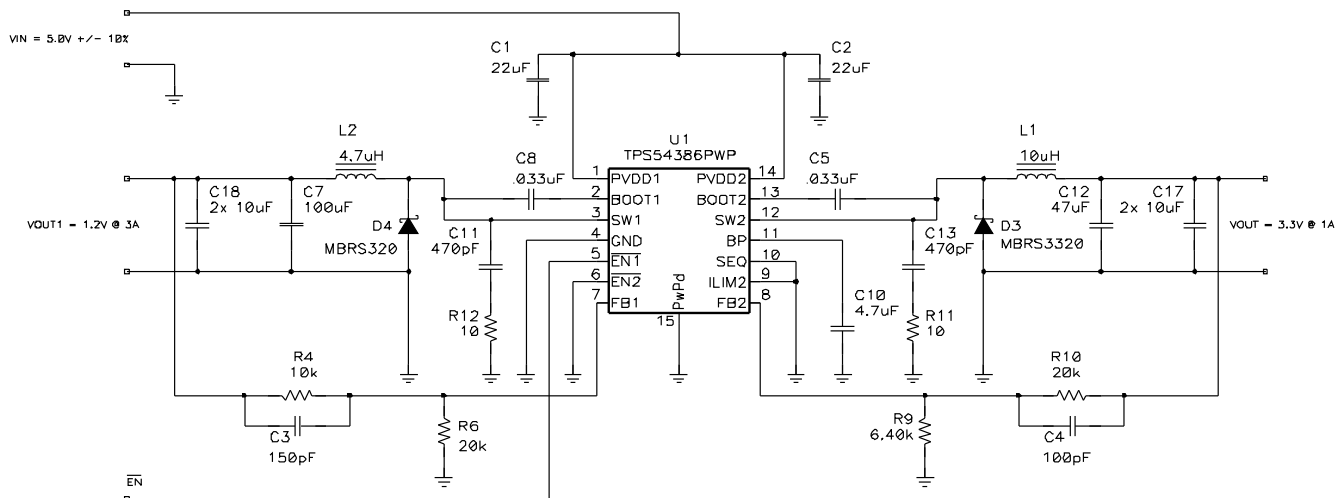 VIN = 5.0V +/- 10%
C1
22uF
C2
22uF
L2
4.7uH
C8
.033uF
U1
TPS54386PWP
C5
.033uF
L1
10uH
C18
2x 10uF
C7
100uF
D4
MBRS320
1
2
3
4
5
6
7
PVDD1
BOOT1
SW1
GND
EN1
EN2
FB1
PVDD2
BOOT2
SW2
BP
SEQ
ILIM2
FB2
14
13
12
11
10
9
8
PwPd
15
C12
47uF
C17
2x 10uF
D3
MBRS3320
VOUT1 = 1.2V @ 3A
VOUT = 3.3V @ 1A
C11
470pF
C13
470pF
R12
10
C10
4.7uF
R11
10
R4
10k
C3
150pF
R6
20k
R9
6.40k
R10
20k
C4
100pF
EN